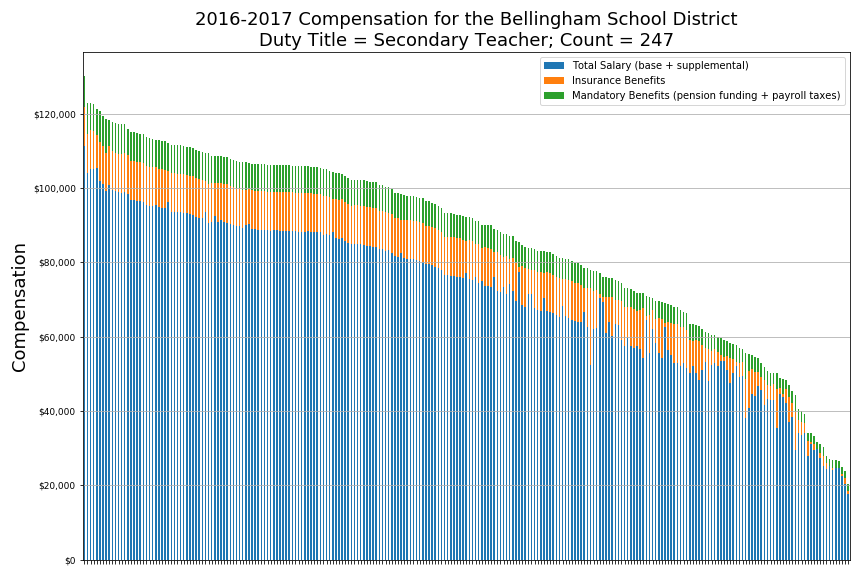 2016-2017 Compensation for the Bellingham School District
Duty Title = Secondary Teacher; Count = 247
Total Salary (base + supplemental)
Insurance Benefits
Mandatory Benefits (pension funding + payroll taxes)
$120,000
$100,000
$80,000
$60,000
$40,000
$20,000
$0
Compensation